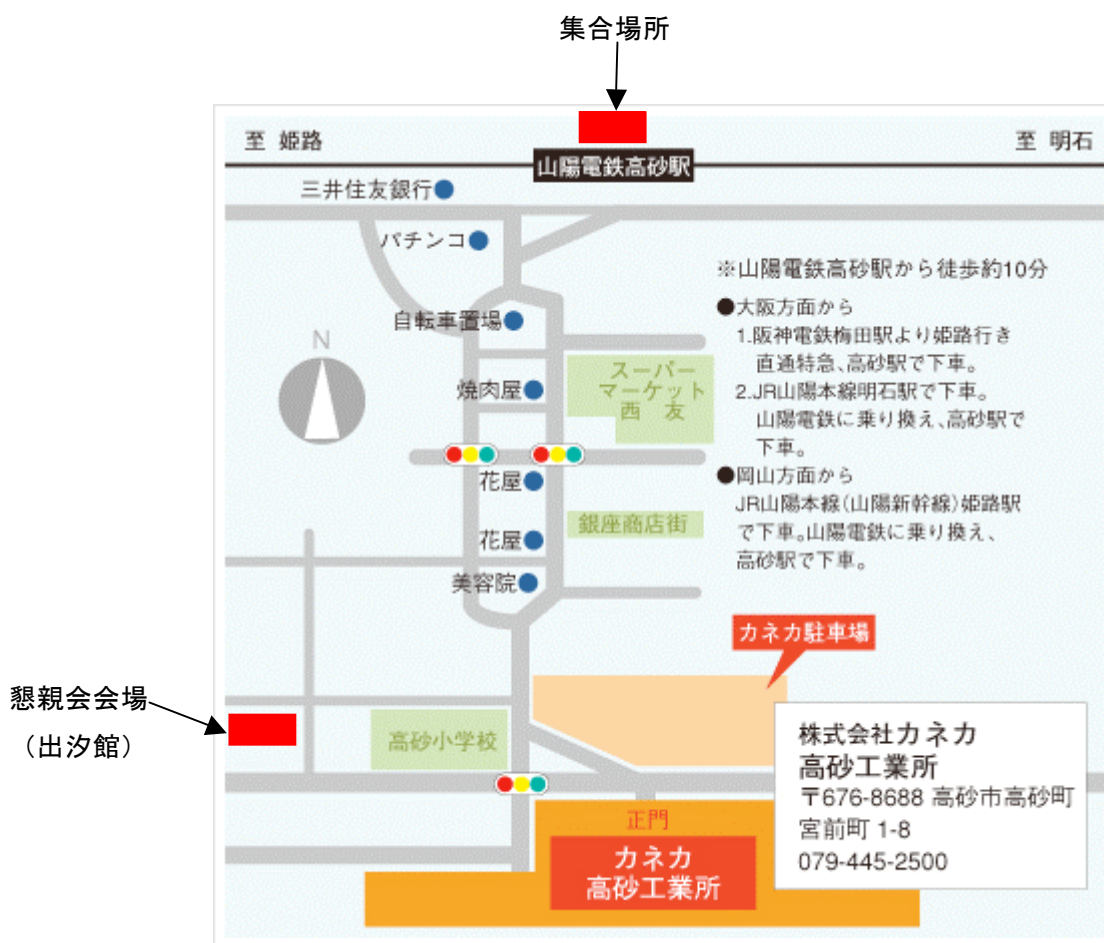 集合場所
至 姫路
至 明石
山陽電鉄高砂駅
三井住友銀行
パチンコ
※山陽電鉄高砂駅から徒歩約10分
●大阪方面から
1.阪神電鉄梅田駅より姫路行き
直通特急、高砂駅で下車。
2.JR山陽本線明石駅で下車。
山陽電鉄に乗り換え、高砂駅で
下車。
●岡山方面から
JR山陽本線(山陽新幹線)姫路駅
で下車。山陽電鉄に乗り換え、
高砂駅で下車。
自転車置場
N
スーパー
マーケット
西 友
焼肉屋
花屋
銀座商店街
花屋
美容院
カネカ駐車場
懇親会会場
（出汐館）
高砂小学校
株式会社カネカ
高砂工業所
〒676-8688 高砂市高砂町
宮前町 1-8
079-445-2500
正門
カネカ
高砂工業所